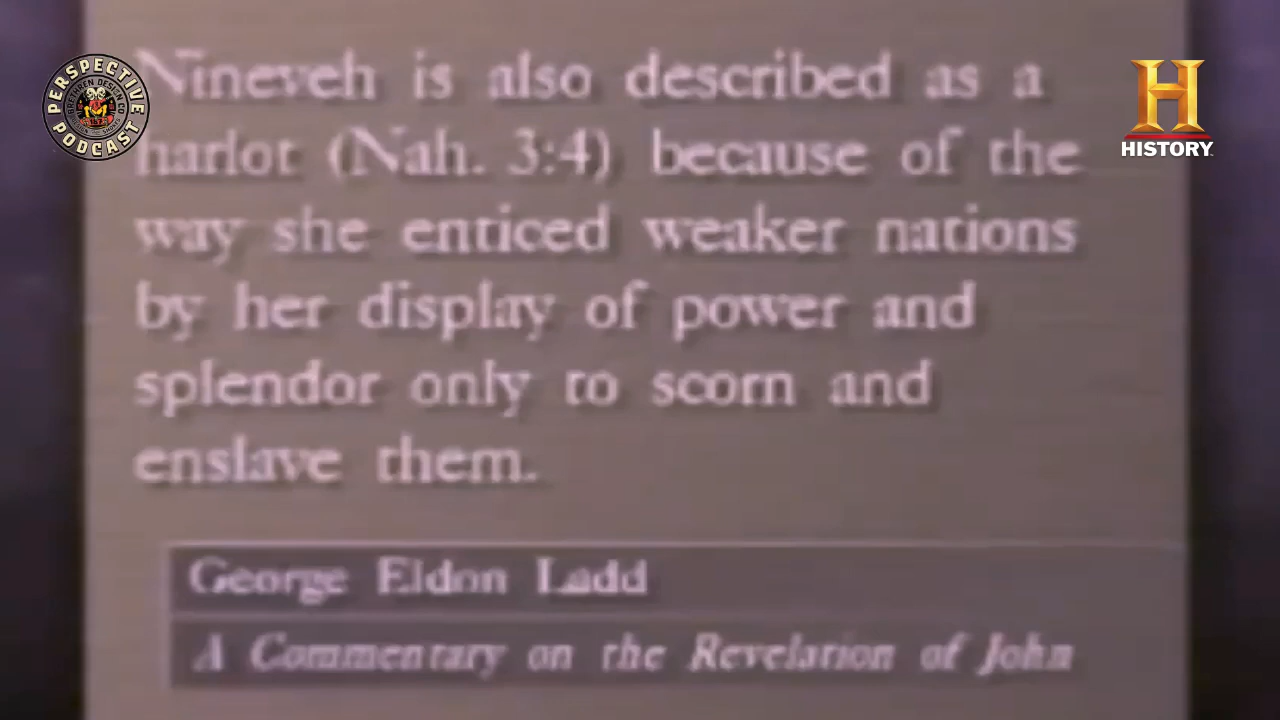 PERSPECTIVE
PODCAST
H
HISTORY
Nineveh is also described as a
harlot (Nah. 3:4) because of the
way she enticed weaker nations
by her display of power and
splendor only to scorn and
enslave them.
George Eldon Ladd
A Commentary on the Revelation of John